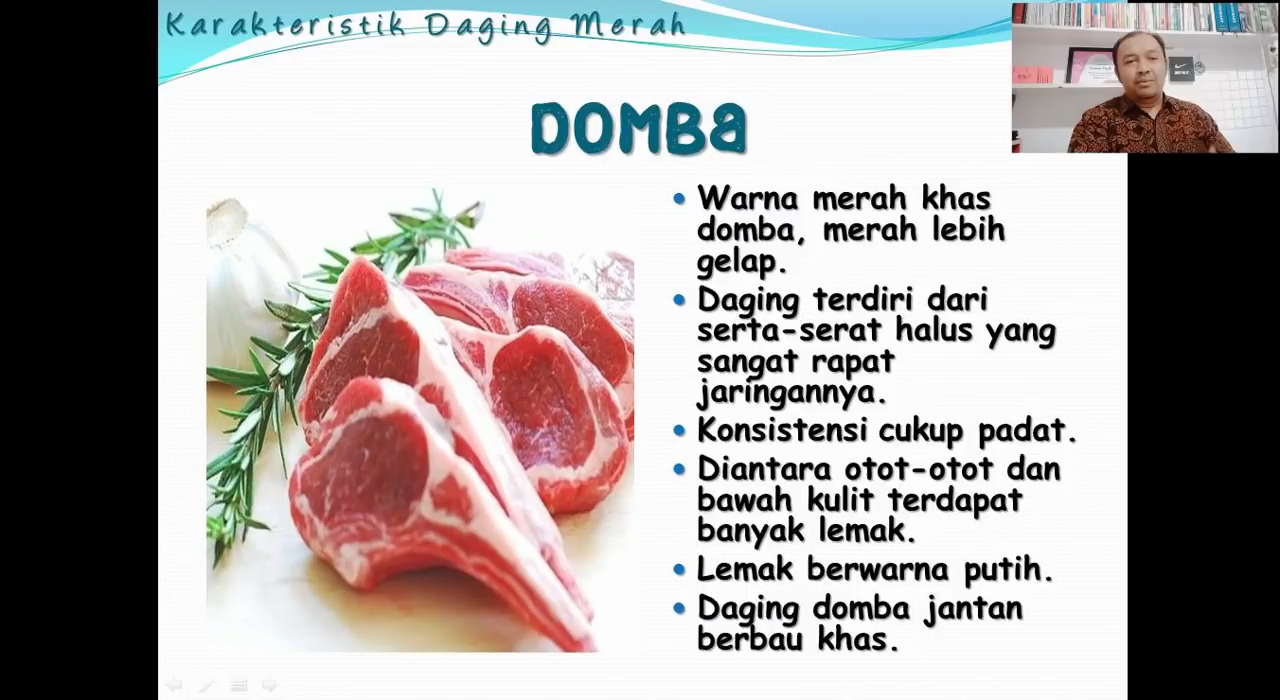 Karakteristik Daging Merah
DOMBA
• Warna merah khas
domba, merah lebih
gelap.
• Daging terdiri dari
serta-serat halus yang
sangat rapat
jaringannya.
• Konsistensi cukup padat.
• Diantara otot-otot dan
bawah kulit terdapat
banyak lemak.
• Lemak berwarna putih.
• Daging domba jantan
berbau khas.